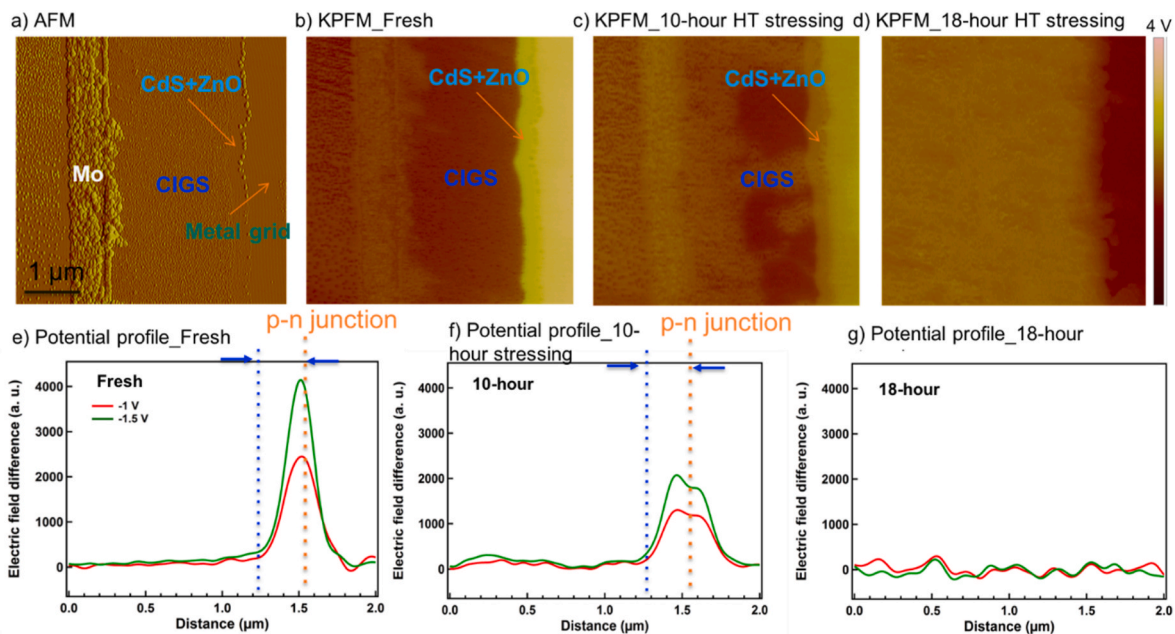 a) AFM
b) KPFM_Fresh
c) KPFM_10-hour HT stressing
d) KPFM_18-hour HT stressing
4 V
CdS+ZnO
Mo
CIGS
Metal grid
1 μm
CdS+ZnO
CIGS
CdS+ZnO
CIGS
e) Potential profile_Fresh
p-n junction
f) Potential profile_10-
hour stressing
p-n junction
g) Potential profile_18-hour
Electric field difference (a. u.)
4000
3000
2000
1000
0
Fresh
-1 V
-1.5 V
0.0
0.5
1.0
1.5
2.0
Distance (μm)
Electric field difference (a. u.)
4000
3000
2000
1000
0
10-hour
0.0
0.5
1.0
1.5
2.0
Distance (μm)
Electric field difference (a. u.)
4000
3000
2000
1000
0
18-hour
0.0
0.5
1.0
1.5
2.0
Distance (μm)